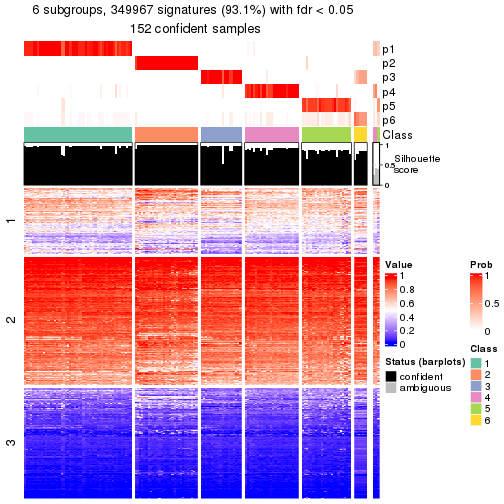 6 subgroups, 349967 signatures (93.1%) with fdr < 0.05
152 confident samples
p1
p2
p3
p4
p5
p6
Class
1
0.5
0
Silhouette
score
1
2
3
Value
1
0.8
0.6
0.4
0.2
0
Status (barplots)
confident
ambiguous
Prob
1
0.5
0
Class
1
2
3
4
5
6